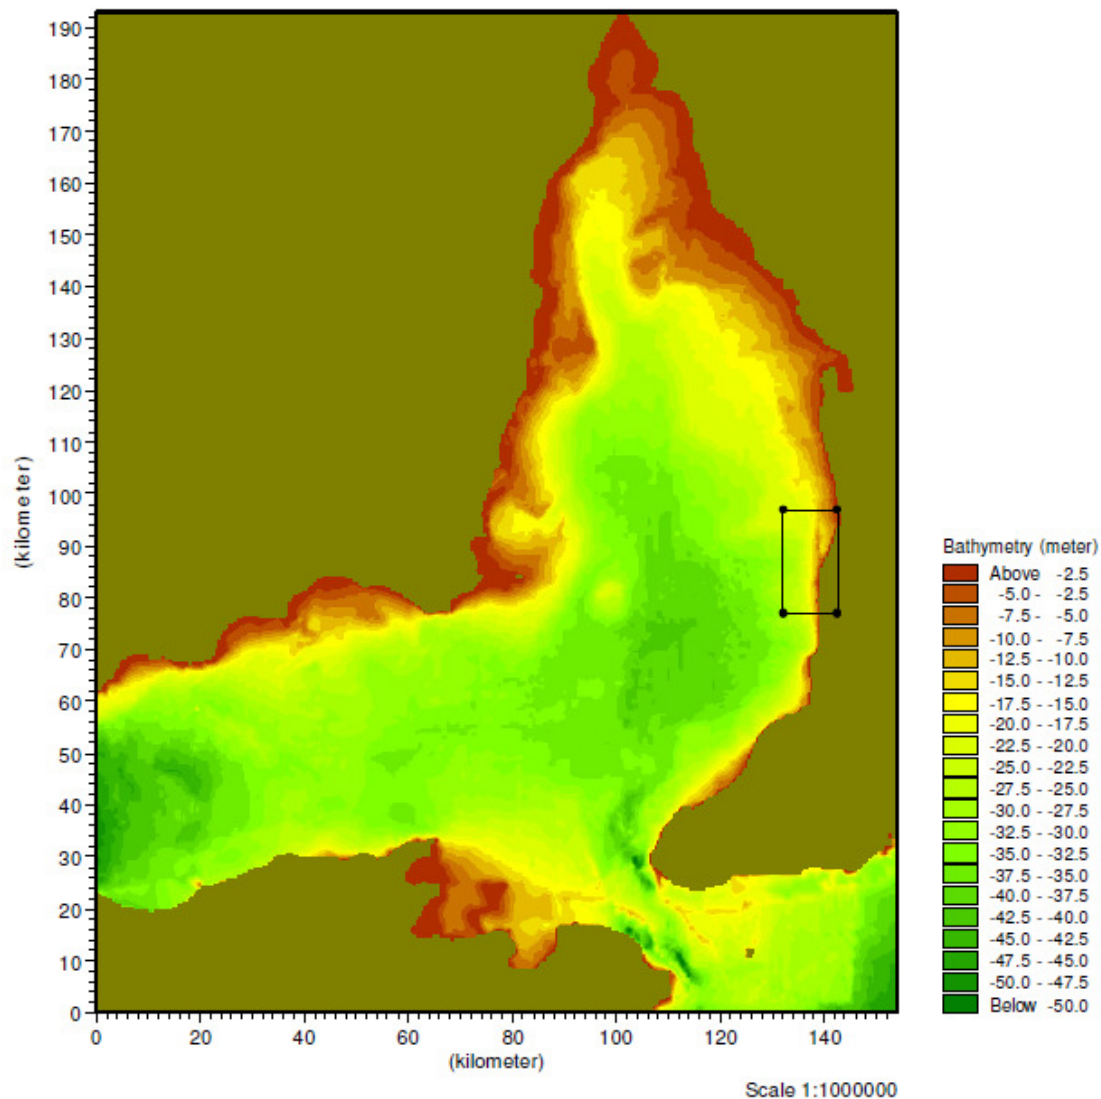 190
180
170
160
150
140
130
120
110
100
90
80
70
60
50
40
30
20
10
0
(kilometer)
0 20 40 60 80 100 120 140
(kilometer)
Scale 1:1000000
Bathymetry (meter)
Above -2.5
-5.0 - -2.5
-7.5 - -5.0
-10.0 - -7.5
-12.5 - -10.0
-15.0 - -12.5
-17.5 - -15.0
-20.0 - -17.5
-22.5 - -20.0
-25.0 - -22.5
-27.5 - -25.0
-30.0 - -27.5
-32.5 - -30.0
-35.0 - -32.5
-37.5 - -35.0
-40.0 - -37.5
-42.5 - -40.0
-45.0 - -42.5
-47.5 - -45.0
-50.0 - -47.5
Below -50.0